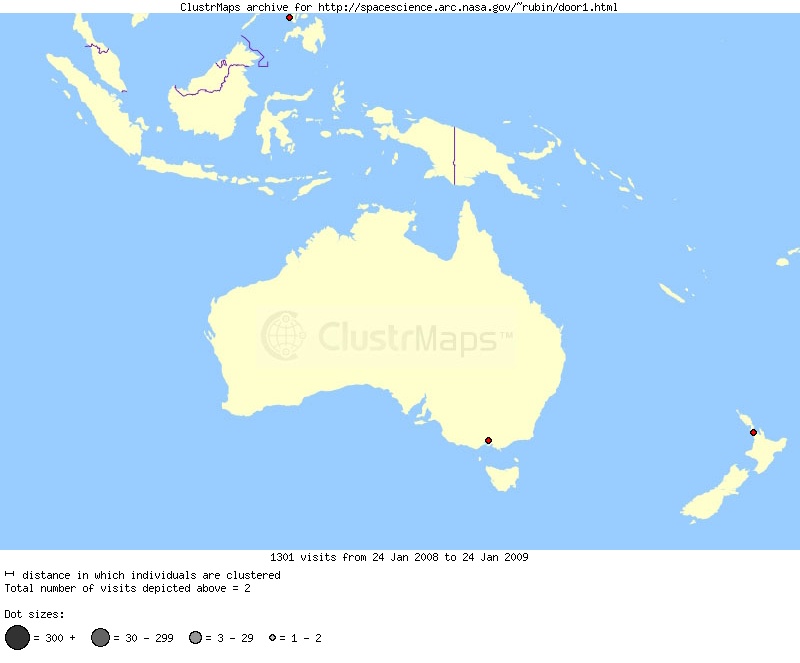 ClustrMaps archive for http://spacescience.arc.nasa.gov/~rubin/door1.html
ClustrMaps™
1301 visits from 24 Jan 2008 to 24 Jan 2009
distance in which individuals are clustered
Total number of visits depicted above = 2
Dot sizes:
= 300 + = 30 - 299 = 3 - 29 = 1 - 2